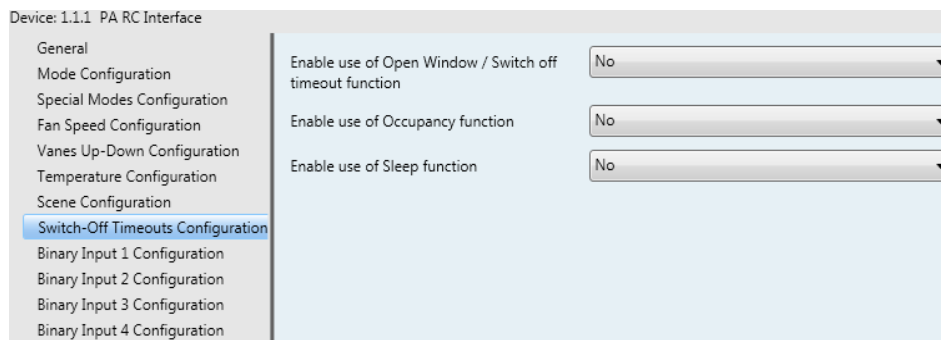 Device: 1.1.1 PA RC Interface
General
Mode Configuration
Special Modes Configuration
Fan Speed Configuration
Vanes Up-Down Configuration
Temperature Configuration
Scene Configuration
Switch-Off Timeouts Configuration
Binary Input 1 Configuration
Binary Input 2 Configuration
Binary Input 3 Configuration
Binary Input 4 Configuration
Enable use of Open Window / Switch off
timeout function
No
Enable use of Occupancy function
No
Enable use of Sleep function
No